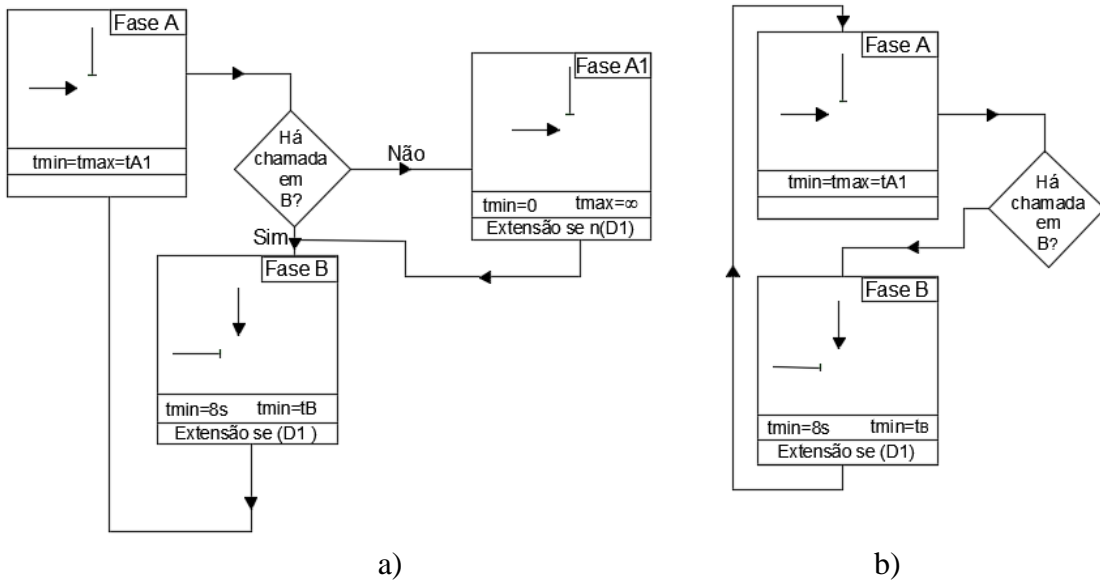 Fase A
tmin=tmax=tA1
Há
chamada
em
B?
Não
Sim
Fase A1
tmin=0 tmax=∞
Extensão se n(D1)
Fase B
tmin=8s tmin=tB
Extensão se (D1 )
a)
Fase A
tmin=tmax=tA1
Há
chamada
em
B?
Fase B
tmin=8s tmin=tB
Extensão se (D1)
b)